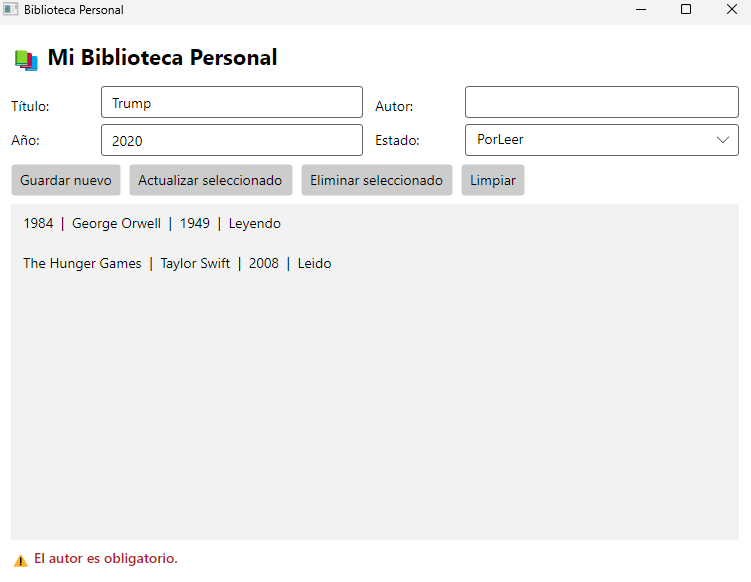 Biblioteca Personal
Mi Biblioteca Personal
Título: Trump Autor:
Año: 2020 Estado: PorLeer
Guardar nuevo Actualizar seleccionado Eliminar seleccionado Limpiar
1984 | George Orwell | 1949 | Leyendo
The Hunger Games | Taylor Swift | 2008 | Leido
El autor es obligatorio.